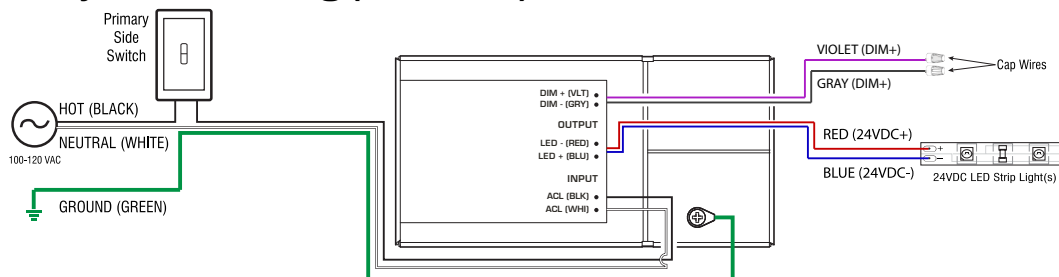 Primary
Side
Switch
HOT (BLACK)
NEUTRAL (WHITE)
100-120 VAC
GROUND (GREEN)
DIM + (VLT)
DIM - (GRY)
OUTPUT
LED - (RED)
LED + (BLU)
INPUT
ACL (BLK)
ACL (WHI)
VIOLET (DIM+)
GRAY (DIM+)
Cap Wires
RED (24VDC+)
BLUE (24VDC-)
+
-
24VDC LED Strip Light(s)